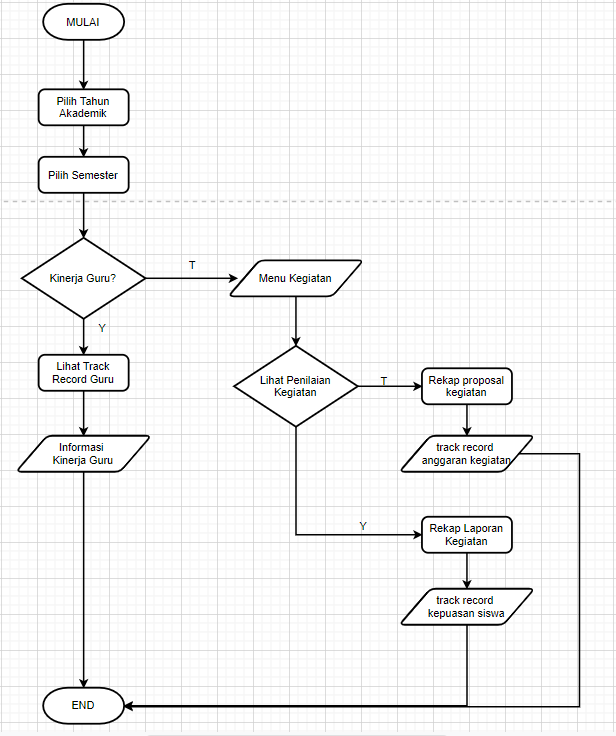 MULAI
Pilih Tahun
Akademik
Pilih Semester
Kinerja Guru?
T
Menu Kegiatan
Y
Lihat Track
Record Guru
Lihat Penilaian
Kegiatan
T
Rekap proposal
kegiatan
Informasi
Kinerja Guru
track record
anggaran kegiatan
Y
Rekap Laporan
Kegiatan
track record
kepuasan siswa
END